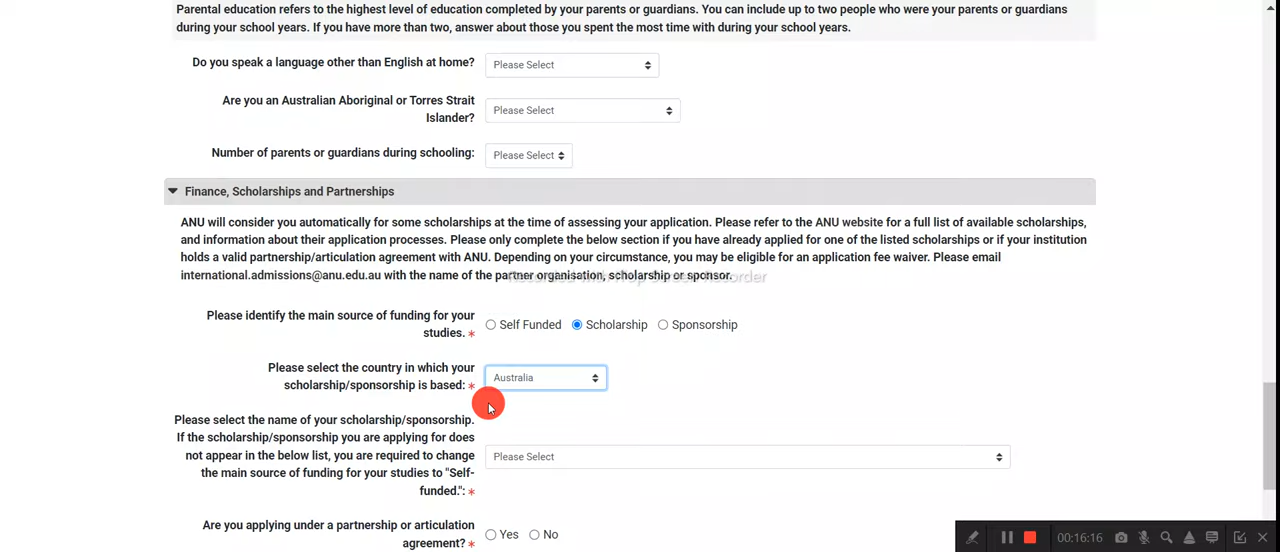 Parental education refers to the highest level of education completed by your parents or guardians. You can include up to two people who were your parents or guardians
during your school years. If you have more than two, answer about those you spent the most time with during your school years.
Do you speak a language other than English at home?
Please Select
Are you an Australian Aboriginal or Torres Strait
Islander?
Please Select
Number of parents or guardians during schooling:
Please Select
Finance, Scholarships and Partnerships
ANU will consider you automatically for some scholarships at the time of assessing your application. Please refer to the ANU website for a full list of available scholarships,
and information about their application processes. Please only complete the below section if you have already applied for one of the listed scholarships or if your institution
holds a valid partnership/articulation agreement with ANU. Depending on your circumstance, you may be eligible for an application fee waiver. Please email
international.admissions@anu.edu.au with the name of the partner organisation, scholarship or sponsor.
Recorded with iTop Screen Recorder
Please identify the main source of funding for your
studies. *
Self Funded Scholarship Sponsorship
Please select the country in which your
scholarship/sponsorship is based: *
Australia
Please select the name of your scholarship/sponsorship.
If the scholarship/sponsorship you are applying for does
not appear in the below list, you are required to change
the main source of funding for your studies to "Self-
funded.": *
Please Select
Are you applying under a partnership or articulation
agreement? *
Yes No
00:16:16